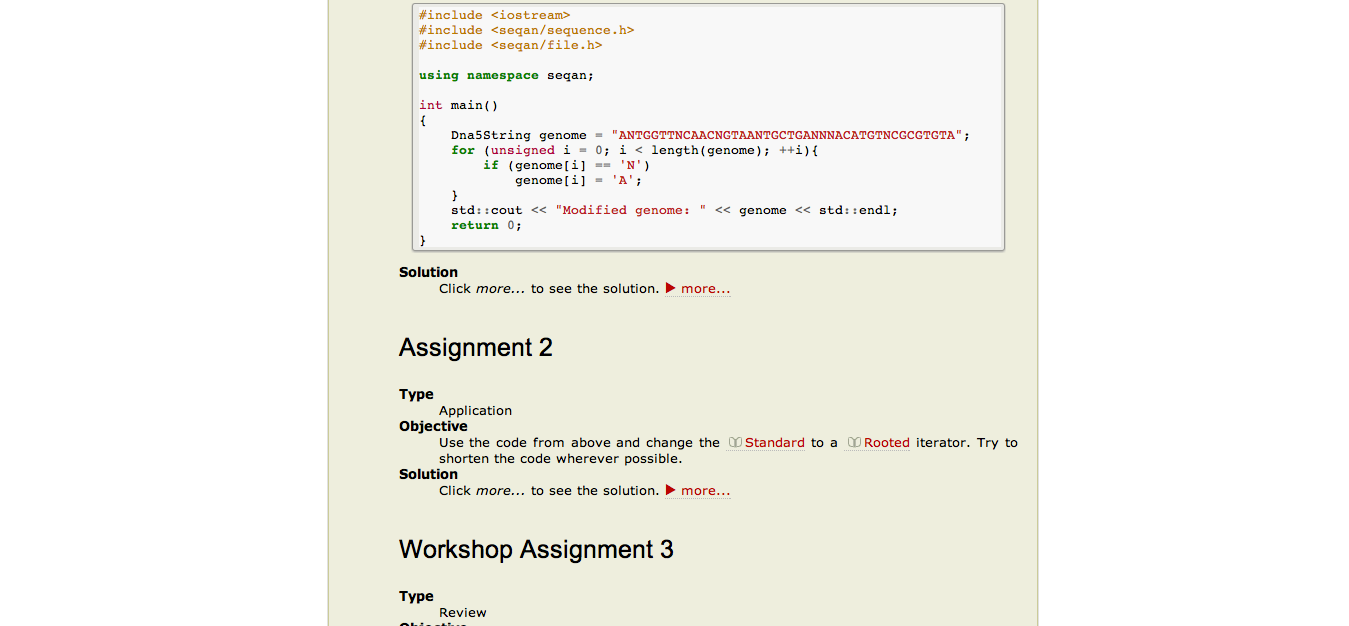 #include <iostream>
#include <seqan/sequence.h>
#include <seqan/file.h>
using namespace seqan;
int main()
{
    Dna5String genome = "ANTGGTTNCAACNGTAANTGCTGANNNACATGTNCGCGTGTA";
    for (unsigned i = 0; i < length(genome); ++i){
        if (genome[i] == 'N')
            genome[i] = 'A';
    }
    std::cout << "Modified genome: " << genome << std::endl;
    return 0;
}
Solution
Click more... to see the solution. ▶ more...
Assignment 2
Type
Application
Objective
Use the code from above and change the Standard to a Rooted iterator. Try to
shorten the code wherever possible.
Solution
Click more... to see the solution. ▶ more...
Workshop Assignment 3
Type
Review